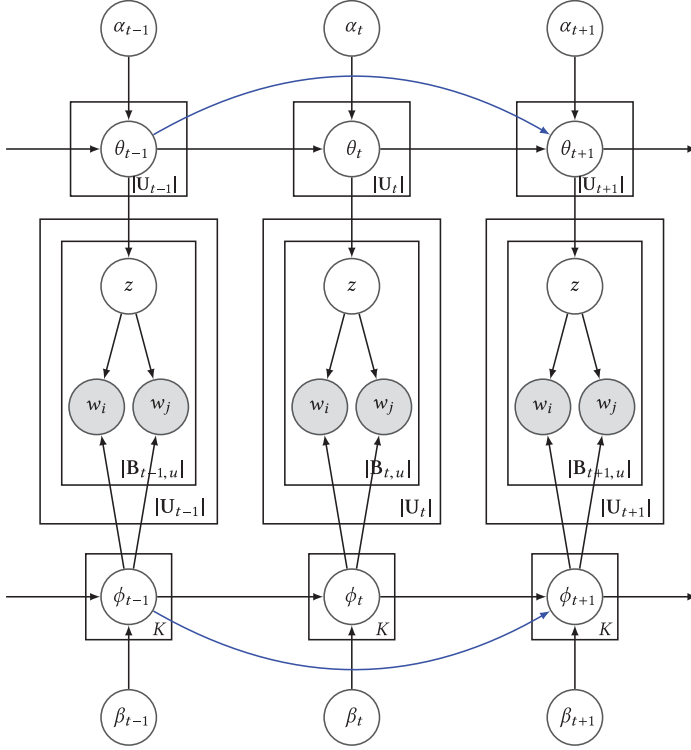 α_{t−1} α_t α_{t+1}
θ_{t−1} θ_t θ_{t+1}
|U_{t−1}| |U_t| |U_{t+1}|
z z z
w_i w_j w_i w_j w_i w_j
|B_{t−1,u}| |B_{t,u}| |B_{t+1,u}|
|U_{t−1}| |U_t| |U_{t+1}|
ϕ_{t−1} ϕ_t ϕ_{t+1}
K K K
β_{t−1} β_t β_{t+1}